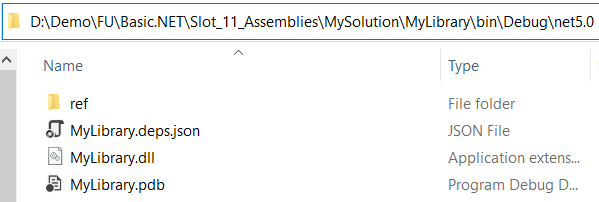 D:\Demo\FU\Basic.NET\Slot_11_Assemblies\MySolution\MyLibrary\bin\Debug\net5.0
Name Type
ref File folder
MyLibrary.deps.json JSON File
MyLibrary.dll Application extens...
MyLibrary.pdb Program Debug D...